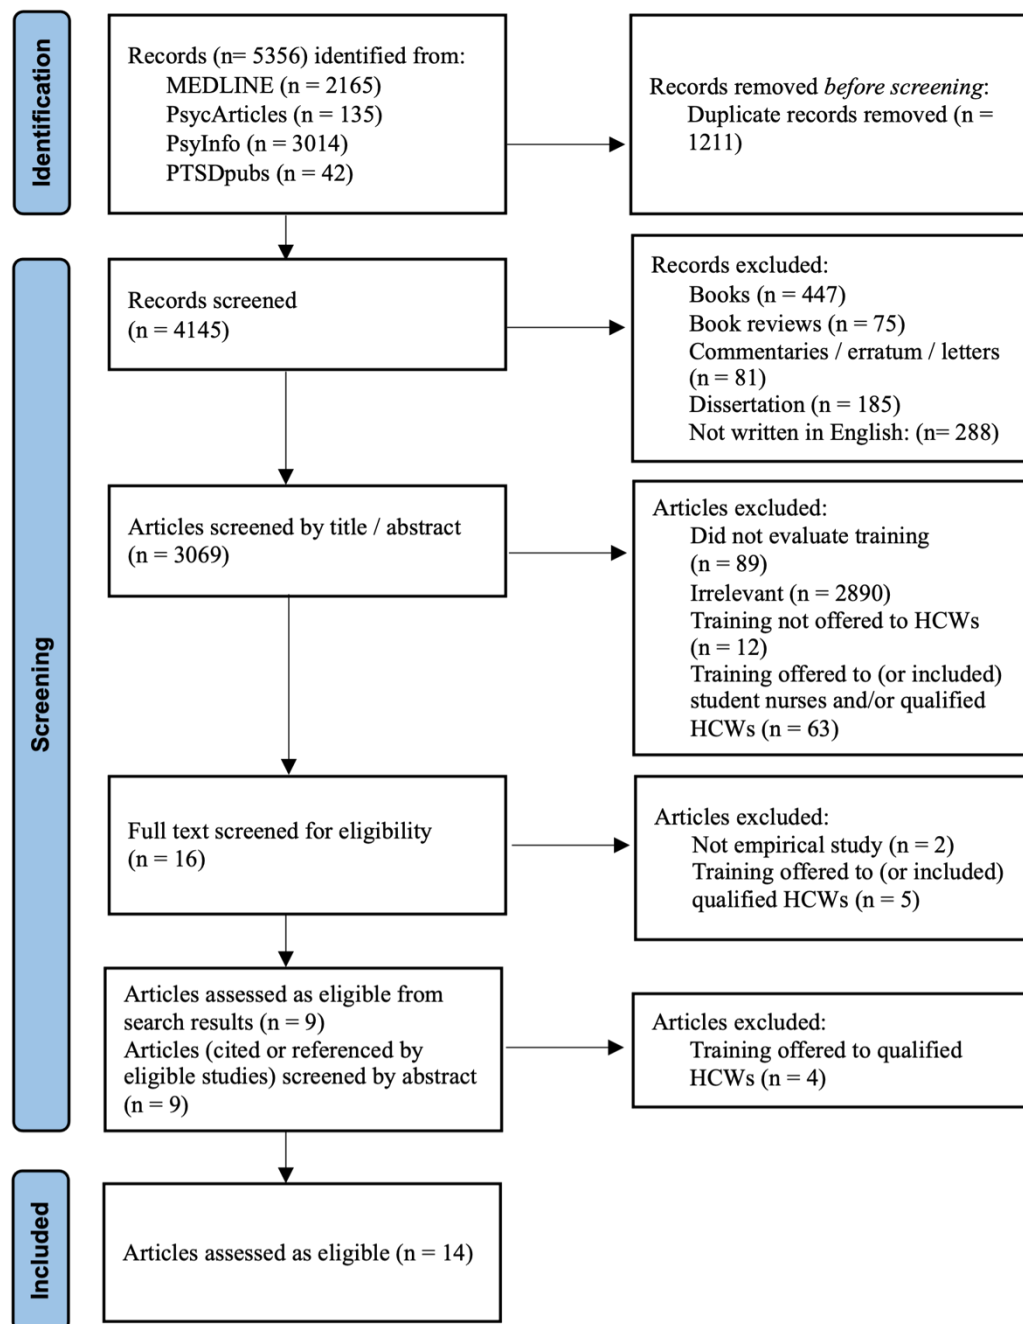 Identification
Records (n= 5356) identified from:
MEDLINE (n = 2165)
PsycArticles (n = 135)
PsyInfo (n = 3014)
PTSDpubs (n = 42)
Records removed before screening:
Duplicate records removed (n =
1211)
Screening
Records screened
(n = 4145)
Records excluded:
Books (n = 447)
Book reviews (n = 75)
Commentaries / erratum / letters
(n = 81)
Dissertation (n = 185)
Not written in English: (n= 288)
Articles screened by title / abstract
(n = 3069)
Articles excluded:
Did not evaluate training
(n = 89)
Irrelevant (n = 2890)
Training not offered to HCWs
(n = 12)
Training offered to (or included)
student nurses and/or qualified
HCWs (n = 63)
Full text screened for eligibility
(n = 16)
Articles excluded:
Not empirical study (n = 2)
Training offered to (or included)
qualified HCWs (n = 5)
Articles assessed as eligible from
search results (n = 9)
Articles (cited or referenced by
eligible studies) screened by abstract
(n = 9)
Articles excluded:
Training offered to qualified
HCWs (n = 4)
Included
Articles assessed as eligible (n = 14)